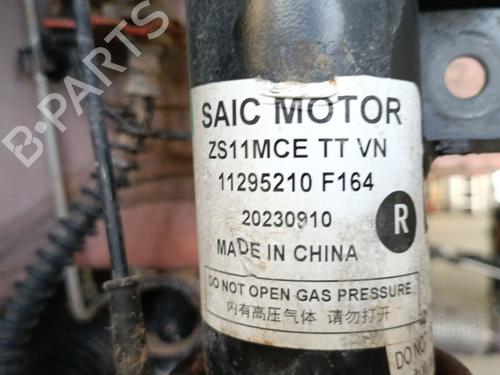 B-PARTS
SAIC MOTOR
ZS11MCE TT VN
11295210 F164
20230910
R
MADE IN CHINA
DO NOT OPEN GAS PRESSURE
内有高压气体 请勿打开
DO NO